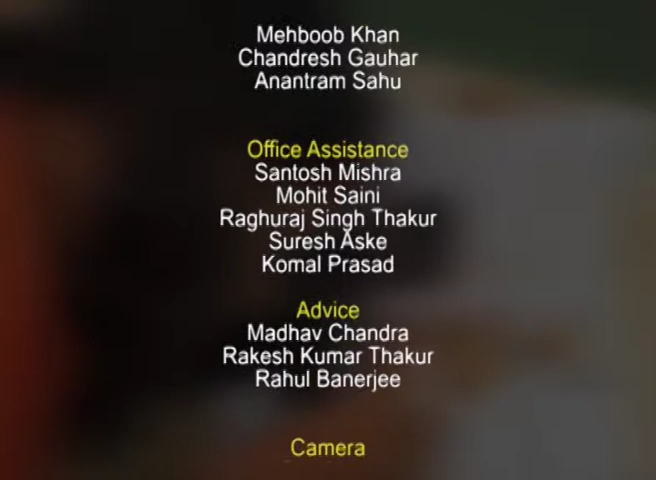 Mehboob Khan
Chandresh Gauhar
Anantram Sahu
Office Assistance
Santosh Mishra
Mohit Saini
Raghuraj Singh Thakur
Suresh Aske
Komal Prasad
Advice
Madhav Chandra
Rakesh Kumar Thakur
Rahul Banerjee
Camera